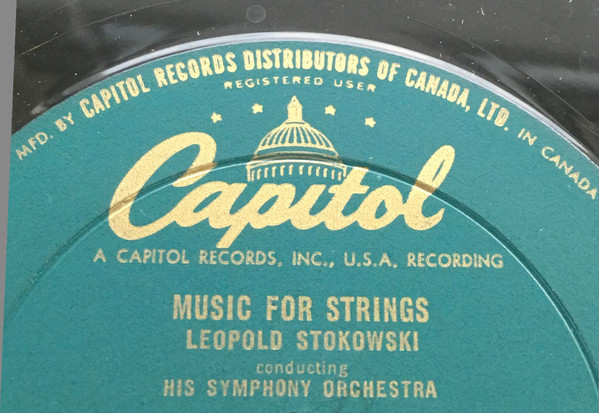 MFD. BY CAPITOL RECORDS DISTRIBUTORS OF CANADA, LTD. IN CANADA
REGISTERED USER
Capitol
A CAPITOL RECORDS, INC., U.S.A. RECORDING
MUSIC FOR STRINGS
LEOPOLD STOKOWSKI
conducting
HIS SYMPHONY ORCHESTRA